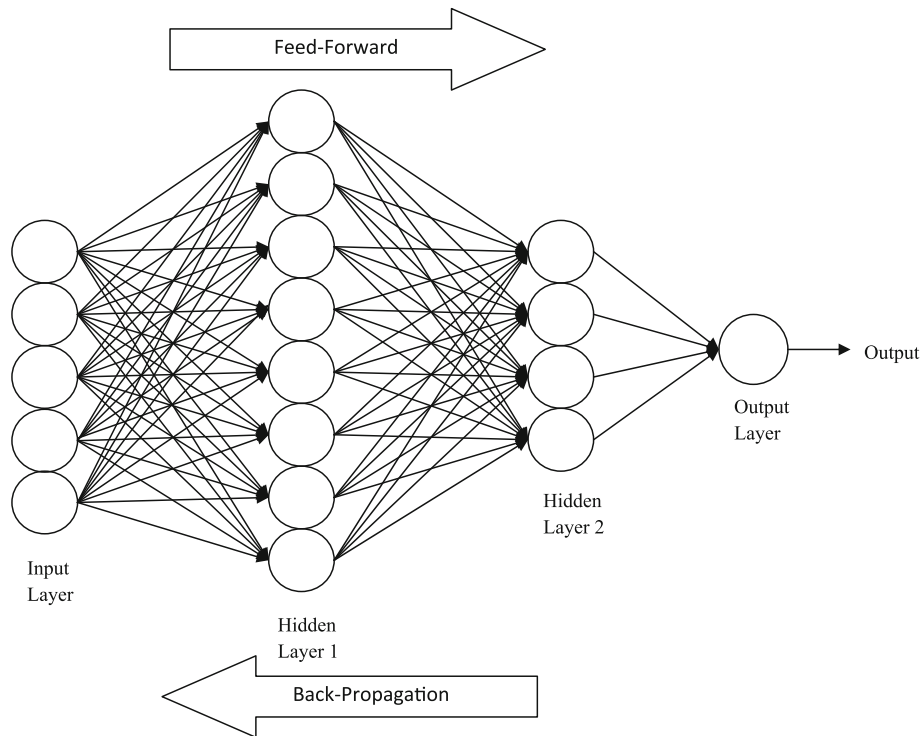 Feed-Forward
Output
Output
Layer
Hidden
Layer 2
Input
Layer
Hidden
Layer 1
Back-Propagation